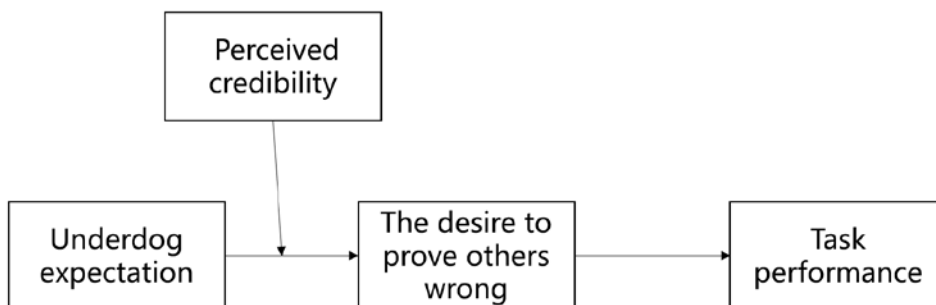 Perceived
credibility
Underdog
expectation
The desire to
prove others
wrong
Task
performance